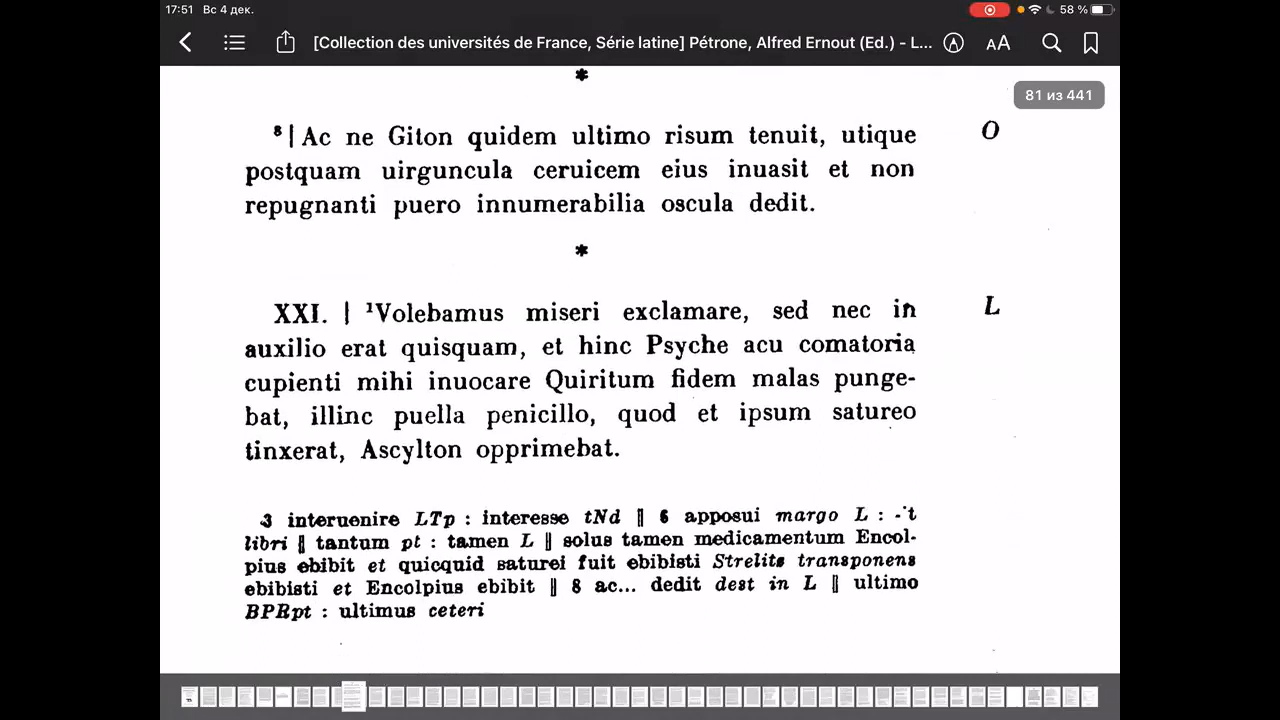 17:51 Вс 4 дек. 58 %
[Collection des universités de France, Série latine] Pétrone, Alfred Ernout (Ed.) - L... AA
81 из 441
*
⁸ | Ac ne Giton quidem ultimo risum tenuit, utique O
postquam uirguncula ceruicem eius inuasit et non
repugnanti puero innumerabilia oscula dedit.
*
XXI. | ¹Volebamus miseri exclamare, sed nec in L
auxilio erat quisquam, et hinc Psyche acu comatoria
cupienti mihi inuocare Quiritum fidem malas punge-
bat, illinc puella penicillo, quod et ipsum satureo
tinxerat, Ascylton opprimebat.
3 interuenire LTp : interesse tNd ‖ 6 apposui margo L :
libri ‖ tantum pt : tamen L ‖ solus tamen medicamentum Encol-
pius ebibit et quicquid saturei fuit ebibisti Strelits transponens
ebibisti et Encolpius ebibit ‖ 8 ac... dedit dest in L ‖ ultimo
BPRpt : ultimus ceteri